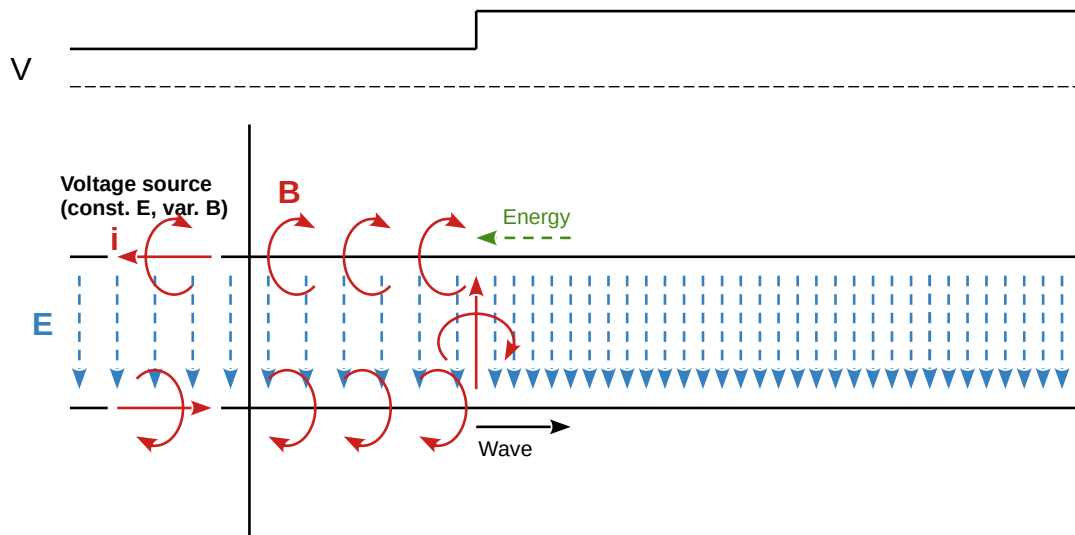 V
Voltage source
(const. E, var. B)
B
i
Energy
E
Wave